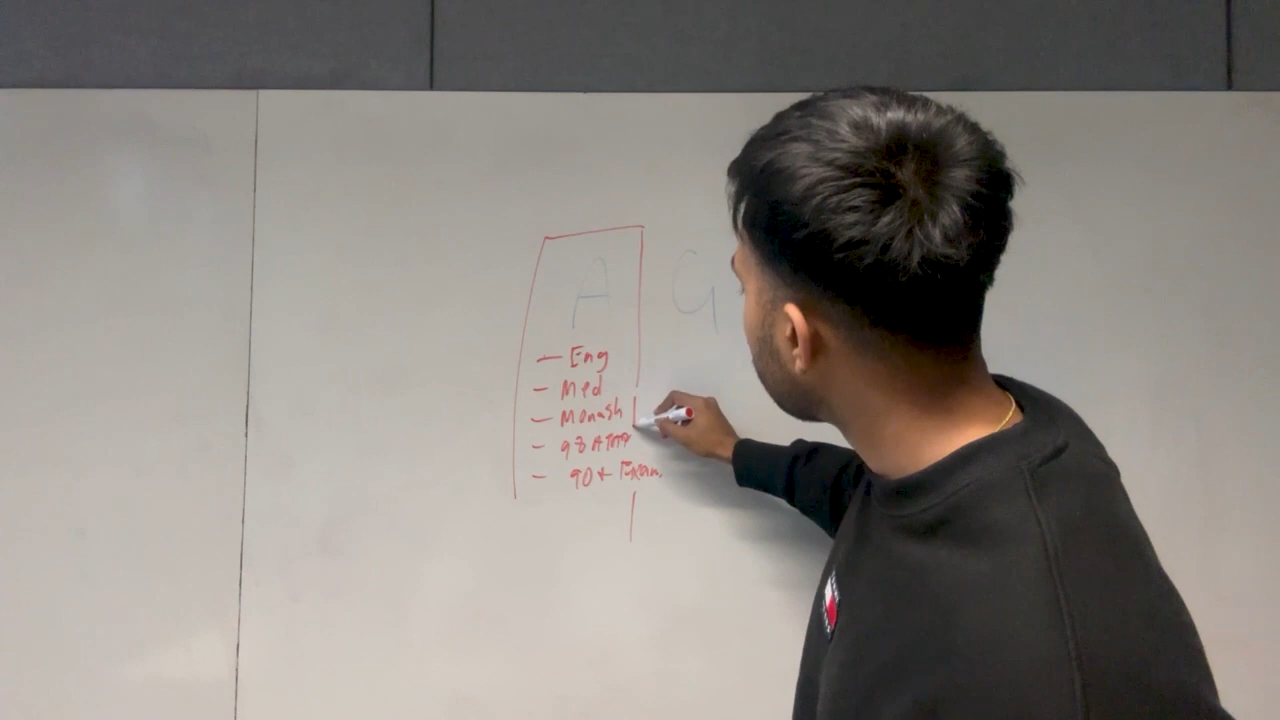 A G
- Eng
- Med
- Monash
- 98 ATAR
- 90+ Exam.